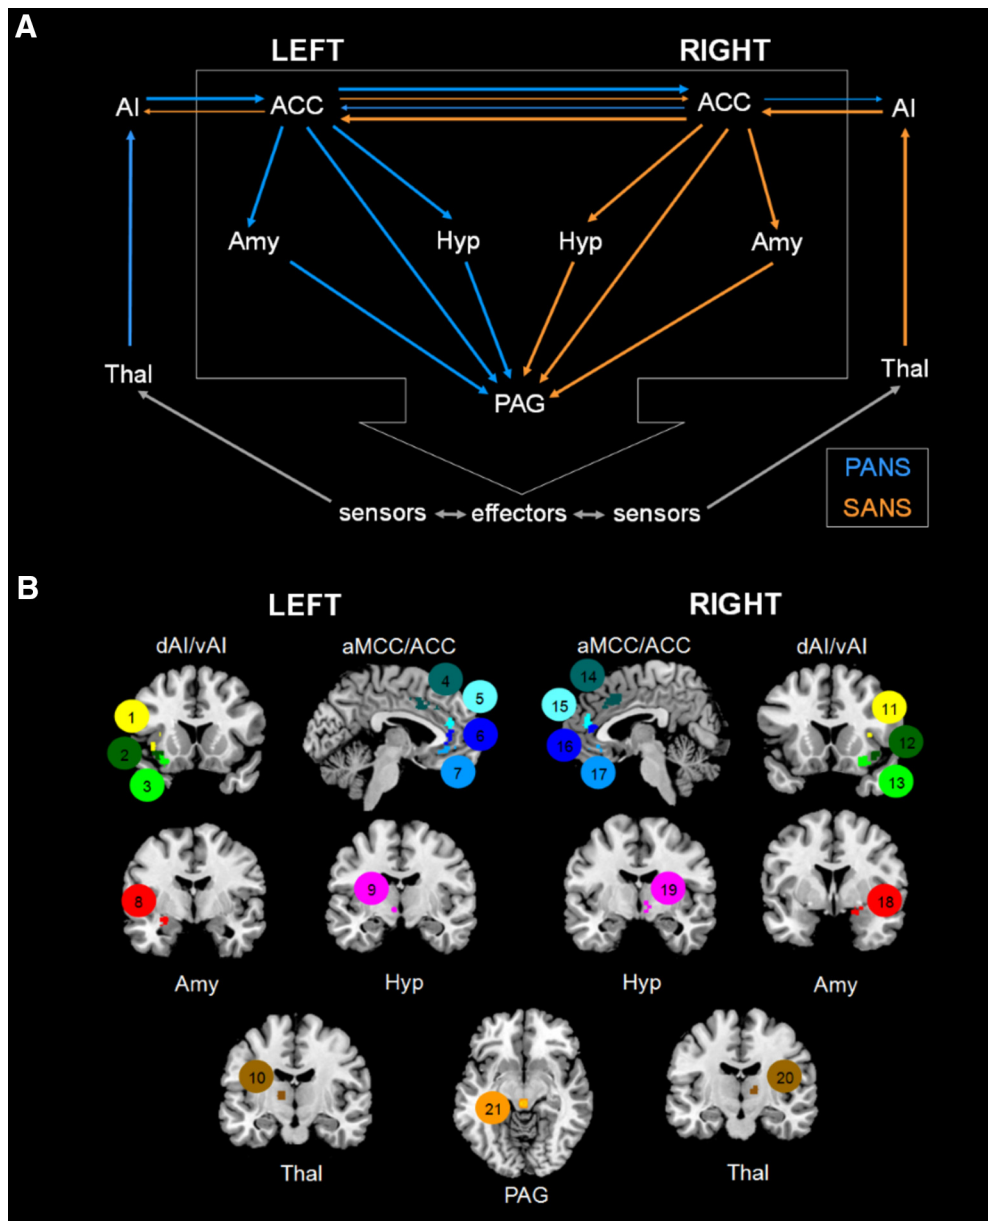 A
LEFT RIGHT
AI ACC ACC AI
Amy Hyp Hyp Amy
Thal PAG Thal
PANS
SANS
sensors effectors sensors
B
LEFT RIGHT
dAI/vAI aMCC/ACC aMCC/ACC dAI/vAI
1 2 3 4 5 6 7 14 15 16 17 11 12 13
8 9 19 18
Amy Hyp Hyp Amy
10 21 20
Thal PAG Thal